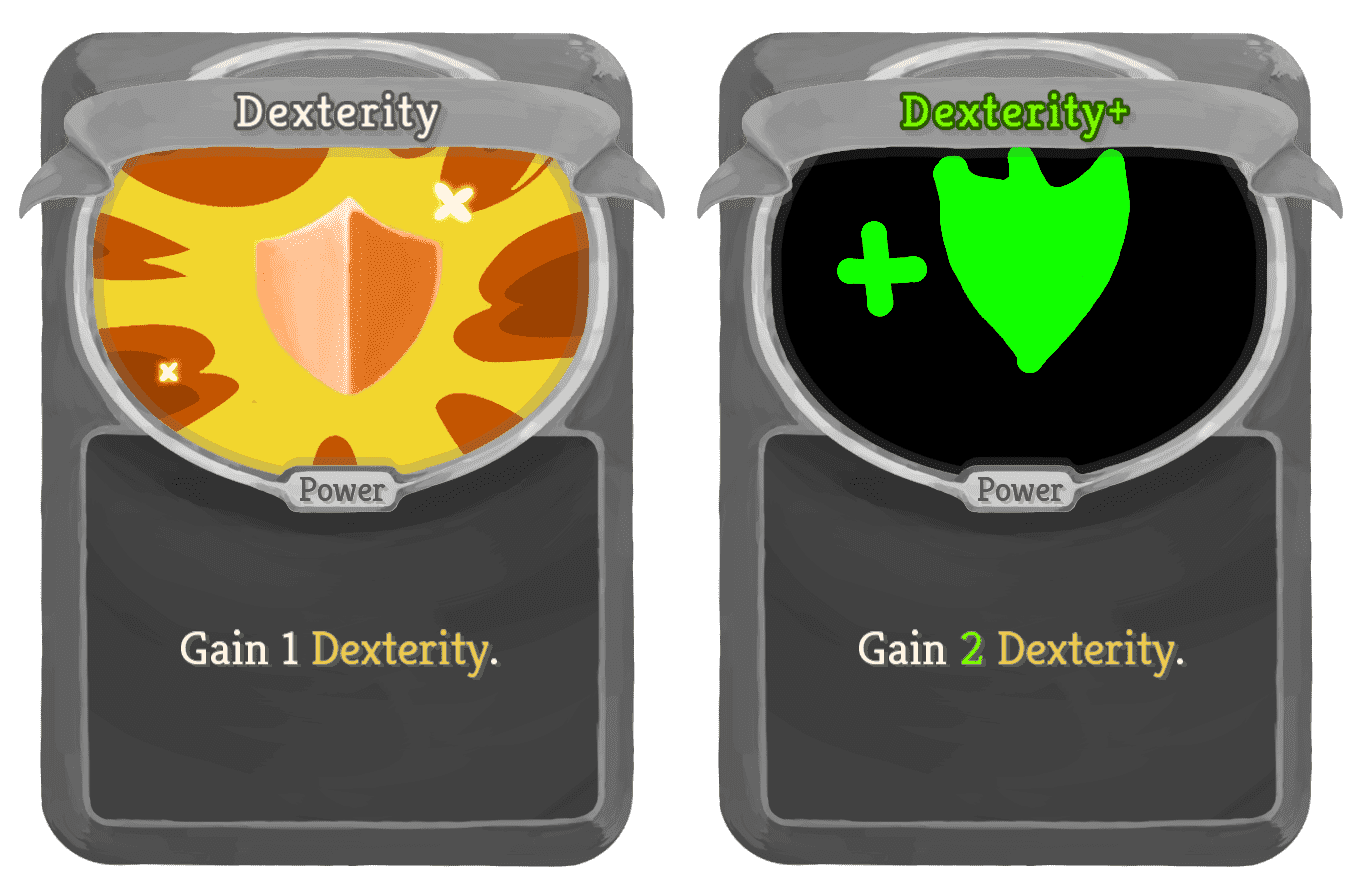 Dexterity
Power
Gain 1 Dexterity.
Dexterity+
Power
Gain 2 Dexterity.